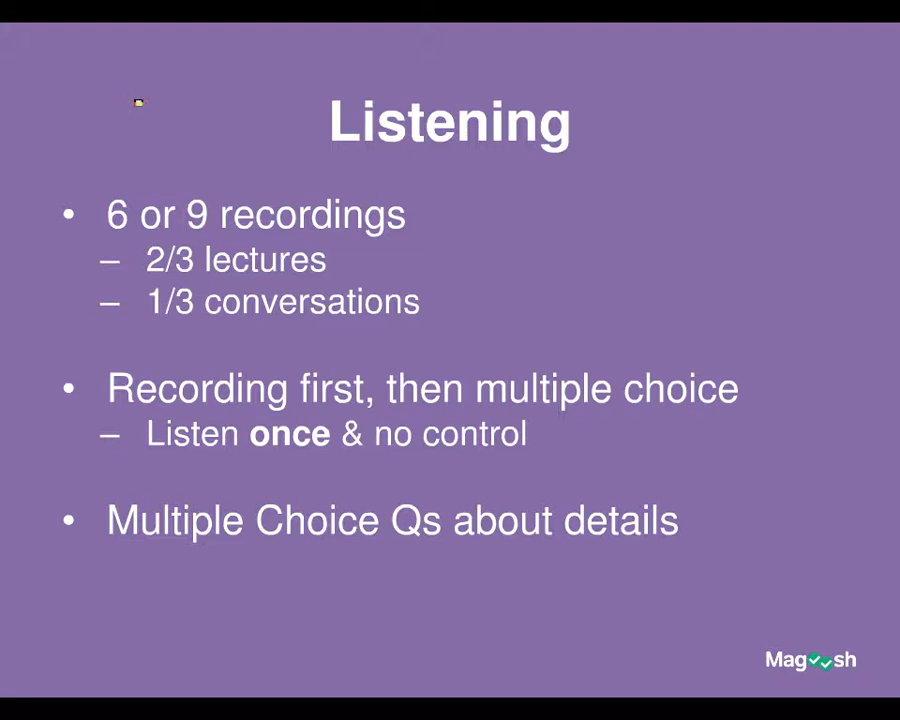 Listening
• 6 or 9 recordings
– 2/3 lectures
– 1/3 conversations
• Recording first, then multiple choice
– Listen once & no control
• Multiple Choice Qs about details
Magoosh